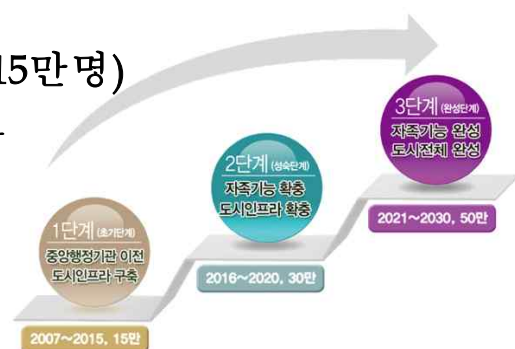 15만명)
3단계 (완성단계)
자족기능 완성
도시전체 완성
2021~2030, 50만
2단계 (성숙단계)
자족기능 확충
도시인프라 확충
2016~2020, 30만
1단계 (초기단계)
중앙행정기관 이전
도시인프라 구축
2007~2015, 15만